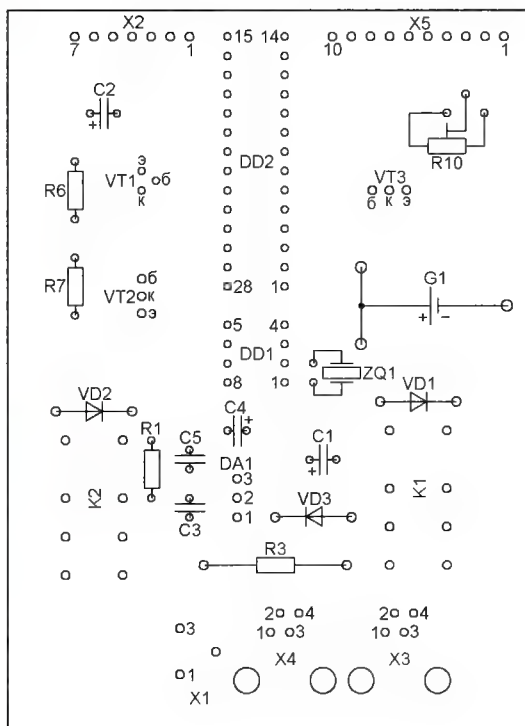 X2 X5
7 1 15 14 10 1
C2
+
R10
DD2
э
VT1 б
к
R6
VT3
б к э
R7
б
VT2 к
э
28 1
G1
+ −
5 4
DD1
8 1
ZQ1
VD2
VD1
C4 +
R1 C5
C1
+
DA1
3
2
1
K2
K1
C3
VD3
R3
2 4
1 3
2 4
1 3
3
X4 X3
1
X1